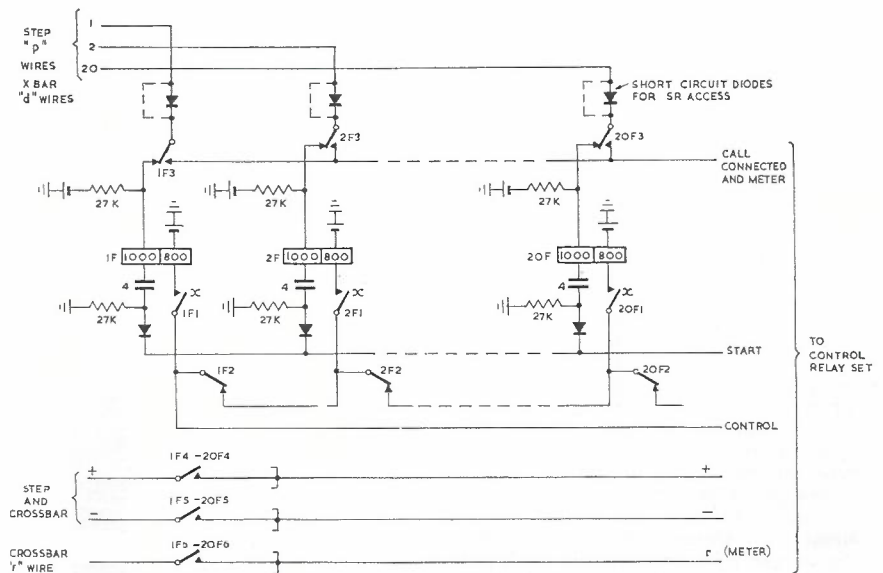 STEP
"p"
WIRES
X BAR
"d" WIRES
1
2
20
SHORT CIRCUIT DIODES
FOR SR ACCESS
1F3
2F3
20F3
CALL
CONNECTED
AND METER
27K
27K
27K
1F 1000 800
2F 1000 800
20F 1000 800
4
4
4
x
x
x
1F1
2F1
20F1
27K
27K
27K
START
1F2
2F2
20F2
TO
CONTROL
RELAY SET
CONTROL
STEP
AND
CROSSBAR
+
1F4 - 20F4
+
−
1F5 - 20F5
−
CROSSBAR
"r" WIRE
1F6 - 20F6
r (METER)